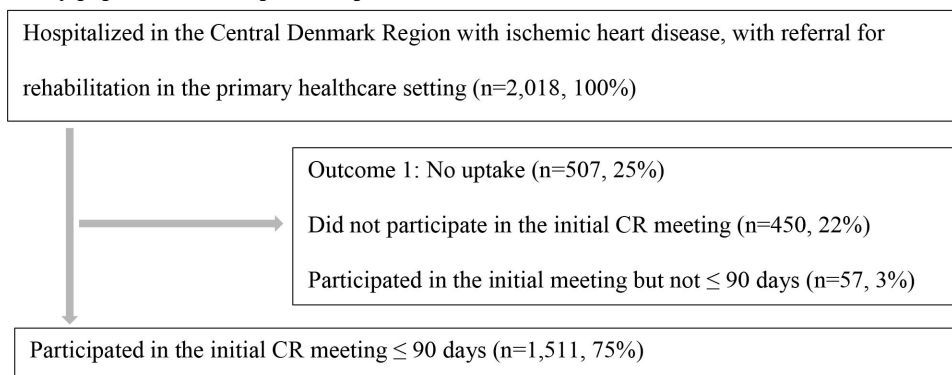 Hospitalized in the Central Denmark Region with ischemic heart disease, with referral for
rehabilitation in the primary healthcare setting (n=2,018, 100%)
Outcome 1: No uptake (n=507, 25%)
Did not participate in the initial CR meeting (n=450, 22%)
Participated in the initial meeting but not ≤ 90 days (n=57, 3%)
Participated in the initial CR meeting ≤ 90 days (n=1,511, 75%)